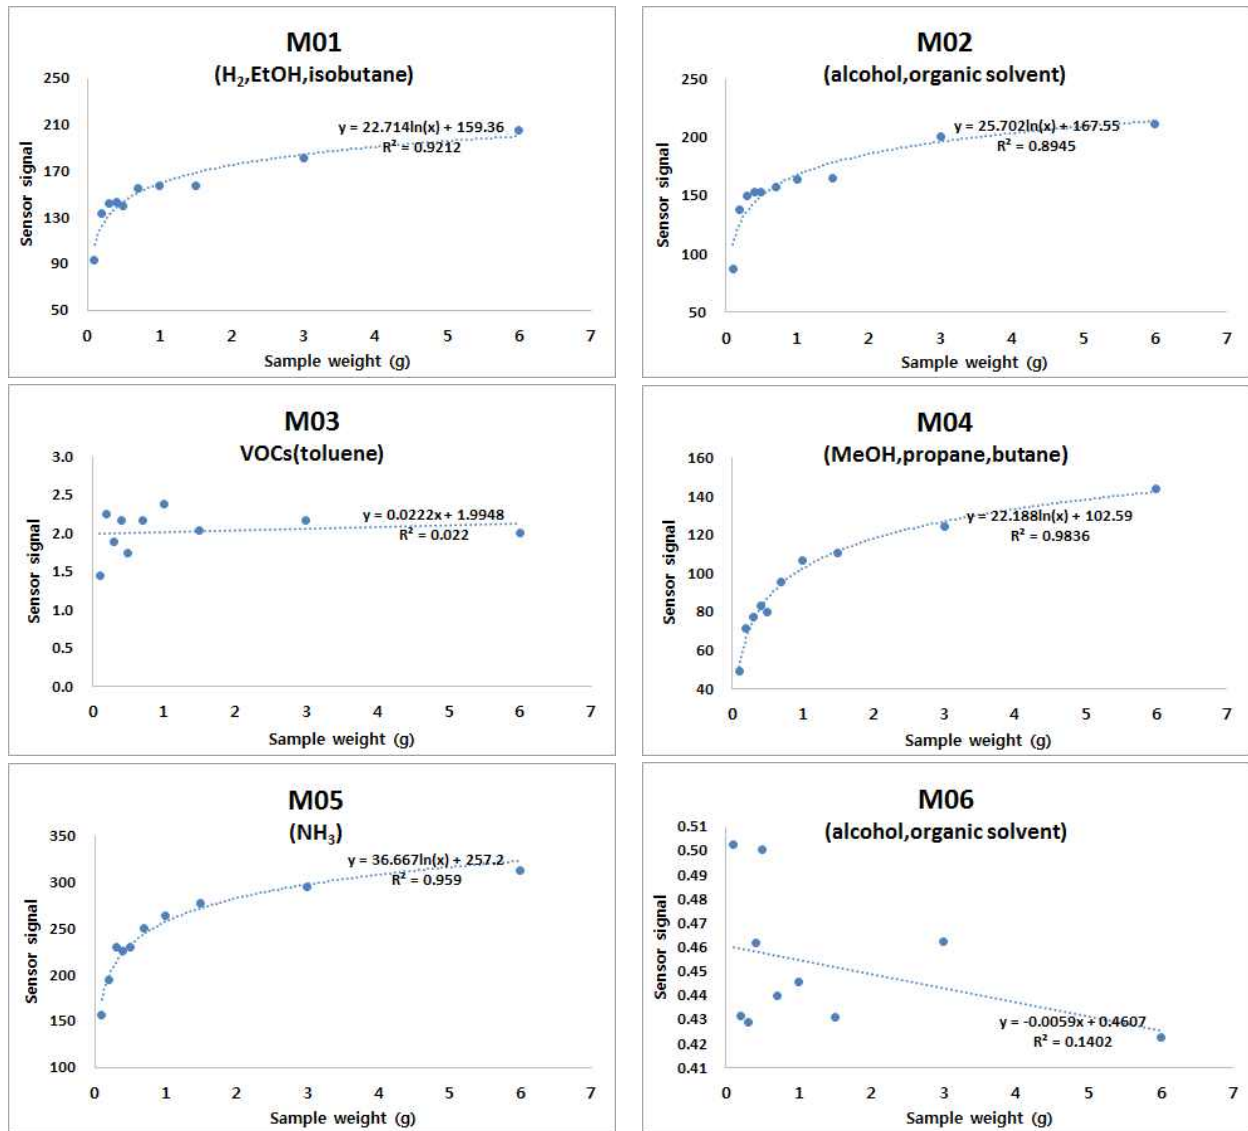 M01
(H₂,EtOH,isobutane)
250
210
170
130
90
50
y = 22.714ln(x) + 159.36
R² = 0.9212
Sensor signal
0 1 2 3 4 5 6 7
Sample weight (g)
M02
(alcohol,organic solvent)
250
200
150
100
50
y = 25.702ln(x) + 167.55
R² = 0.8945
Sensor signal
0 1 2 3 4 5 6 7
Sample weight (g)
M03
VOCs(toluene)
3.0
2.5
2.0
1.5
1.0
0.5
0.0
y = 0.0222x + 1.9948
R² = 0.022
Sensor signal
0 1 2 3 4 5 6 7
Sample weight (g)
M04
(MeOH,propane,butane)
160
140
120
100
80
60
40
y = 22.188ln(x) + 102.59
R² = 0.9836
Sensor signal
0 1 2 3 4 5 6 7
Sample weight (g)
M05
(NH₃)
350
300
250
200
150
100
y = 36.667ln(x) + 257.2
R² = 0.959
Sensor signal
0 1 2 3 4 5 6 7
Sample weight (g)
M06
(alcohol,organic solvent)
0.51
0.50
0.49
0.48
0.47
0.46
0.45
0.44
0.43
0.42
0.41
y = -0.0059x + 0.4607
R² = 0.1402
Sensor signal
0 1 2 3 4 5 6 7
Sample weight (g)